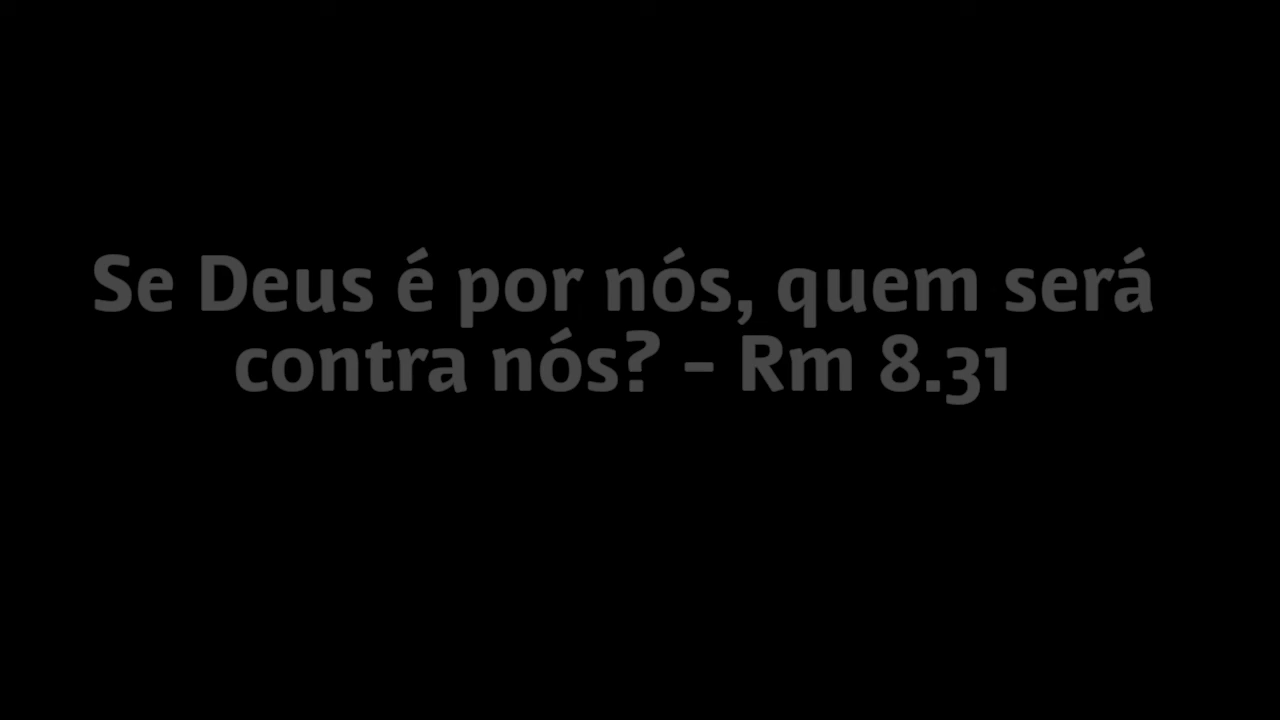 Se Deus é por nós, quem será
contra nós? - Rm 8.31